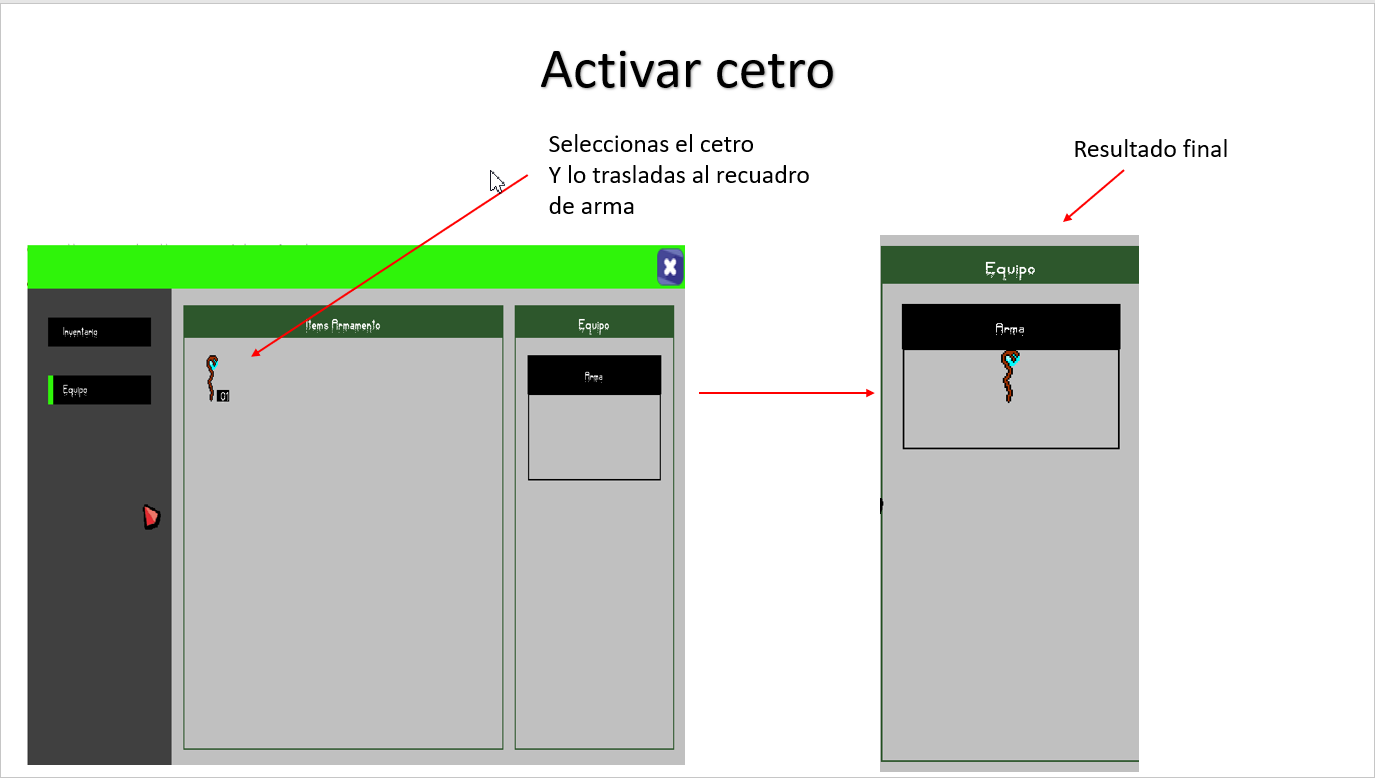 Activar cetro
Seleccionas el cetro
Y lo trasladas al recuadro
de arma
Resultado final
Inventario
Equipo
Items Armamento
01
Equipo
Arma
Equipo
Arma